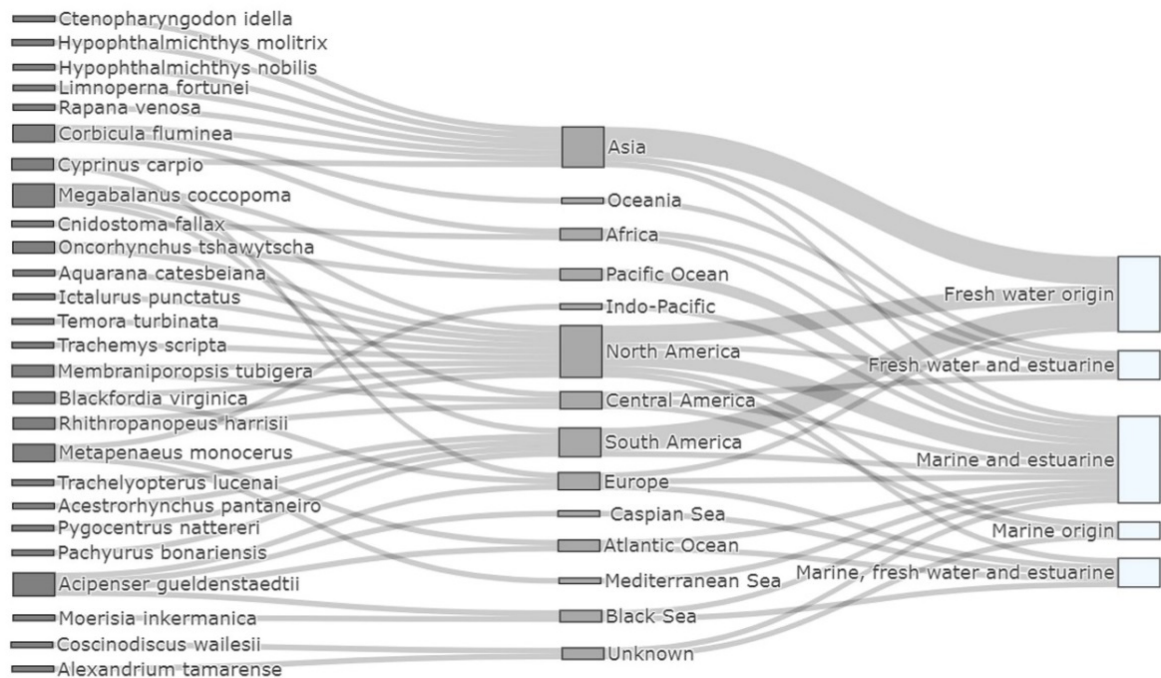 Ctenopharyngodon idella
Hypophthalmichthys molitrix
Hypophthalmichthys nobilis
Limnoperna fortunei
Rapana venosa
Corbicula fluminea
Cyprinus carpio
Megabalanus coccopoma
Cnidostoma fallax
Oncorhynchus tshawytscha
Aquarana catesbeiana
Ictalurus punctatus
Temora turbinata
Trachemys scripta
Membraniporopsis tubigera
Blackfordia virginica
Rhithropanopeus harrisii
Metapenaeus monocerus
Trachelyopterus lucenai
Acestrorhynchus pantaneiro
Pygocentrus nattereri
Pachyurus bonariensis
Acipenser gueldenstaedtii
Moerisia inkermanica
Coscinodiscus wailesii
Alexandrium tamarense
Asia
Oceania
Africa
Pacific Ocean
Indo-Pacific
North America
Central America
South America
Europe
Caspian Sea
Atlantic Ocean
Mediterranean Sea
Black Sea
Unknown
Fresh water origin
Fresh water and estuarine
Marine and estuarine
Marine origin
Marine, fresh water and estuarine